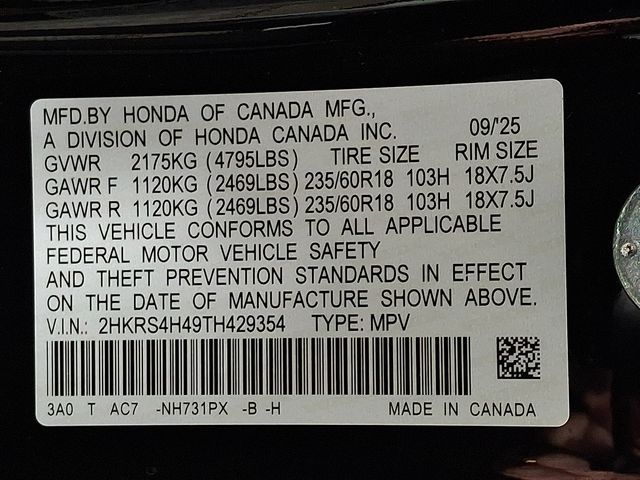 MFD.BY HONDA OF CANADA MFG.,
A DIVISION OF HONDA CANADA INC. 09/'25
GVWR 2175KG (4795LBS) TIRE SIZE RIM SIZE
GAWR F 1120KG (2469LBS) 235/60R18 103H 18X7.5J
GAWR R 1120KG (2469LBS) 235/60R18 103H 18X7.5J
THIS VEHICLE CONFORMS TO ALL APPLICABLE
FEDERAL MOTOR VEHICLE SAFETY
AND THEFT PREVENTION STANDARDS IN EFFECT
ON THE DATE OF MANUFACTURE SHOWN ABOVE.
V.I.N.: 2HKRS4H49TH429354 TYPE: MPV
3A0 T AC7 -NH731PX -B -H MADE IN CANADA